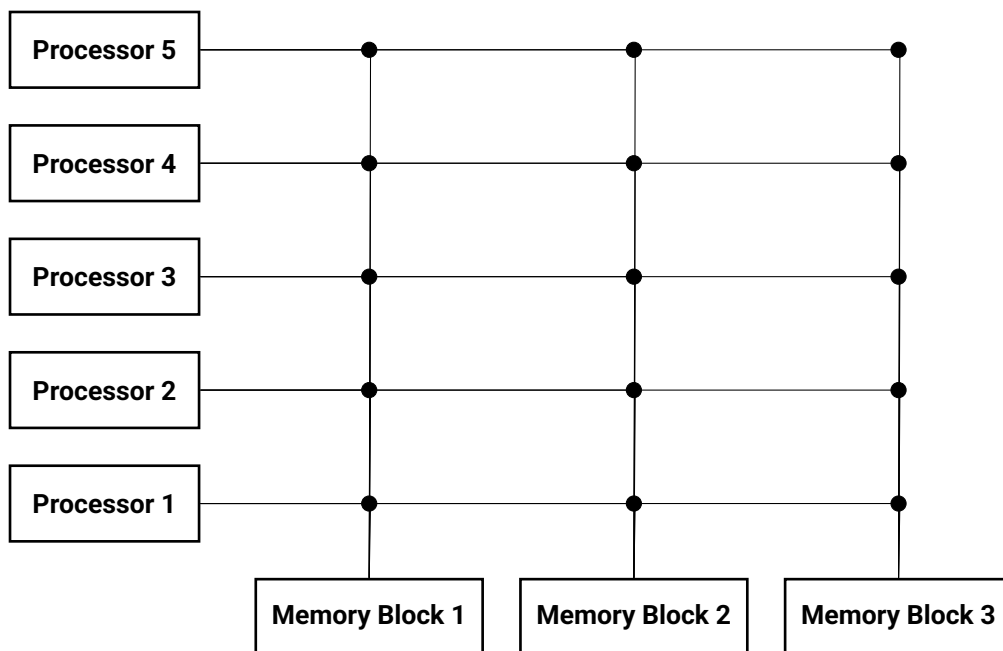 Processor 5
Processor 4
Processor 3
Processor 2
Processor 1
Memory Block 1
Memory Block 2
Memory Block 3